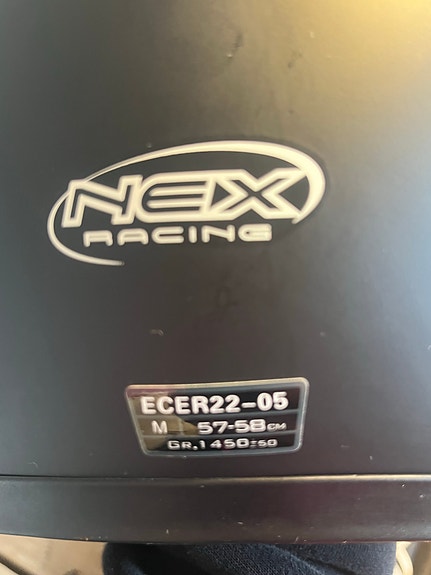 NEX
RACING
ECER22-05
M 57-58 CM
GR.1450±50